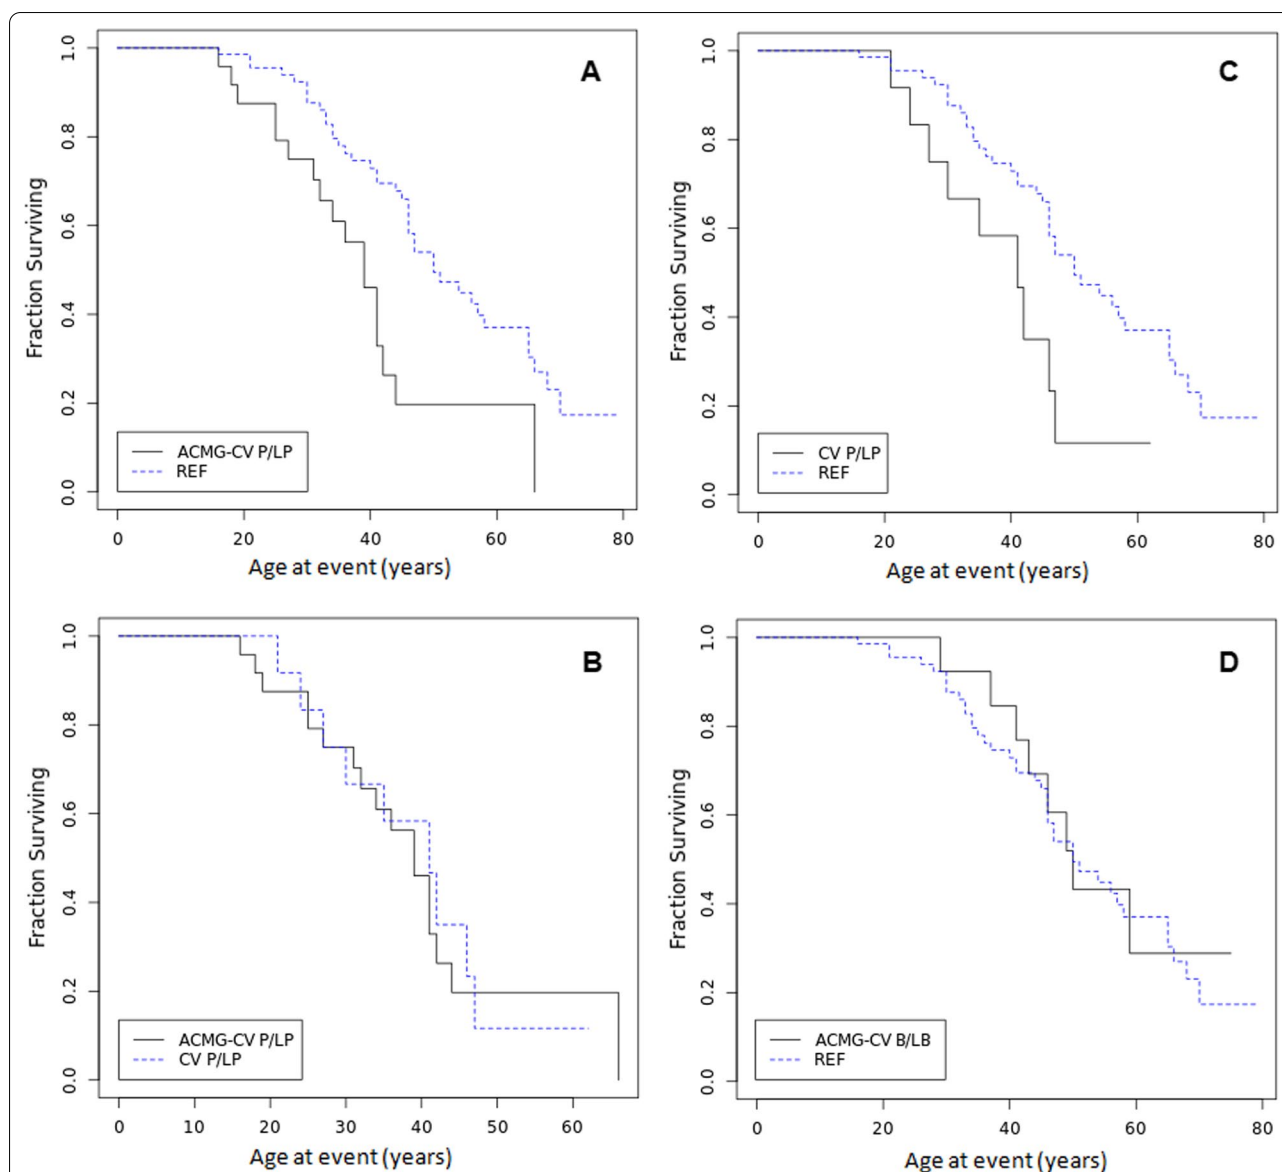 A
Fraction Surviving
1.0
0.8
0.6
0.4
0.2
0.0
ACMG-CV P/LP
REF
0 20 40 60 80
Age at event (years)
C
Fraction Surviving
1.0
0.8
0.6
0.4
0.2
0.0
CV P/LP
REF
0 20 40 60 80
Age at event (years)
B
Fraction Surviving
1.0
0.8
0.6
0.4
0.2
0.0
ACMG-CV P/LP
CV P/LP
0 10 20 30 40 50 60
Age at event (years)
D
Fraction Surviving
1.0
0.8
0.6
0.4
0.2
0.0
ACMG-CV B/LB
REF
0 20 40 60 80
Age at event (years)